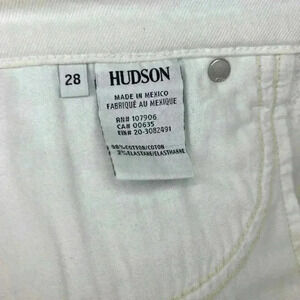 28
HUDSON
MADE IN MEXICO
FABRIQUÉ AU MEXIQUE
RN# 107906
CA# 00635
EIN# 20-3082491
98% COTTON/COTON
2% ELASTANE/ELASTHANNE